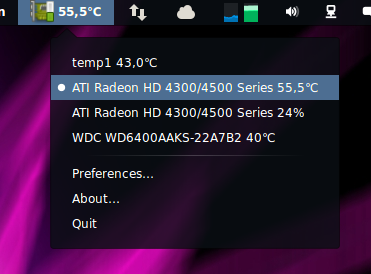 n 55,5℃
temp1 43,0℃
ATI Radeon HD 4300/4500 Series 55,5℃
ATI Radeon HD 4300/4500 Series 24%
WDC WD6400AAKS-22A7B2 40℃
Preferences...
About...
Quit